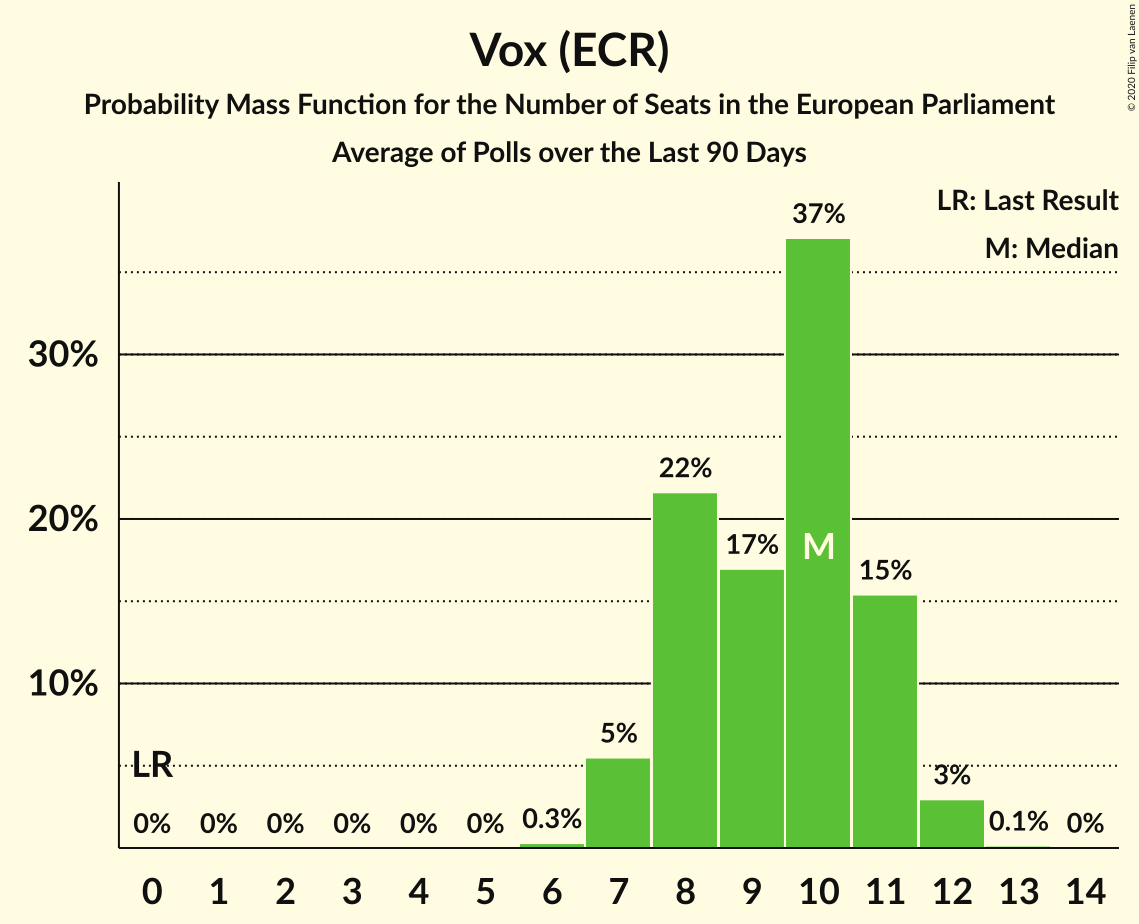 Vox (ECR)
Probability Mass Function for the Number of Seats in the European Parliament
Average of Polls over the Last 90 Days
© 2020 Filip van Laenen
LR: Last Result
M: Median
37%
30%
22%
20%
17%
M
15%
10%
5%
LR
3%
0% 0% 0% 0% 0% 0% 0.3% 0.1% 0%
0 1 2 3 4 5 6 7 8 9 10 11 12 13 14